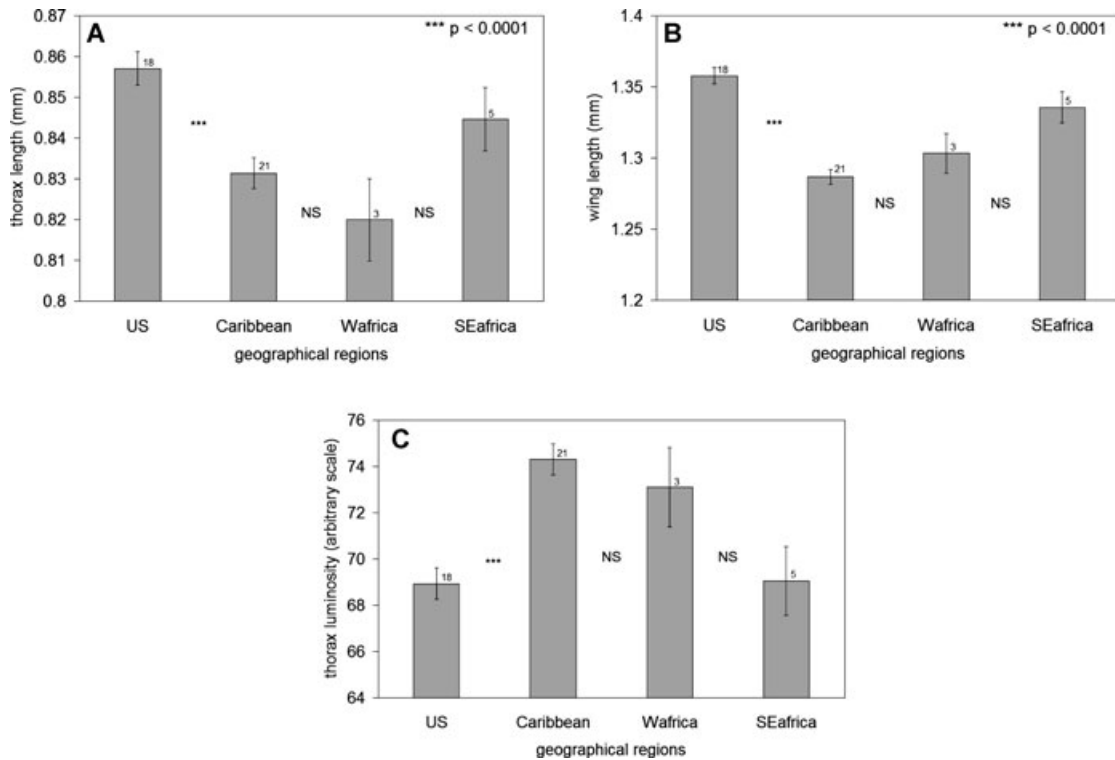 A
*** p < 0.0001
0.87
0.86
0.85
0.84
0.83
0.82
0.81
0.8
thorax length (mm)
18
***
21
NS
3
NS
5
US Caribbean Wafrica SEafrica
geographical regions
B
*** p < 0.0001
1.4
1.35
1.3
1.25
1.2
wing length (mm)
18
***
21
NS
3
NS
5
US Caribbean Wafrica SEafrica
geographical regions
C
76
74
72
70
68
66
64
thorax luminosity (arbitrary scale)
18
***
21
NS
3
NS
5
US Caribbean Wafrica SEafrica
geographical regions